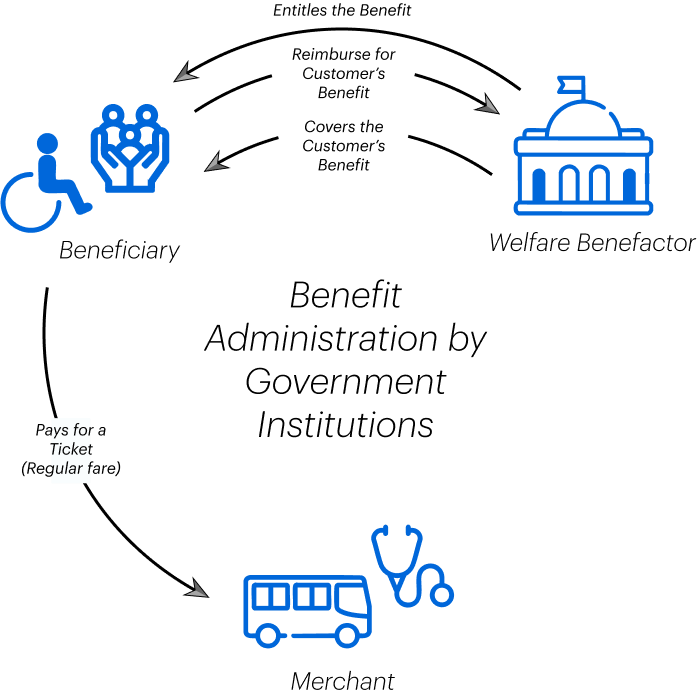 Entitles the Benefit
Reimburse for
Customer's
Benefit
Covers the
Customer's
Benefit
Beneficiary
Welfare Benefactor
Benefit
Administration by
Government
Institutions
Pays for a
Ticket
(Regular fare)
Merchant